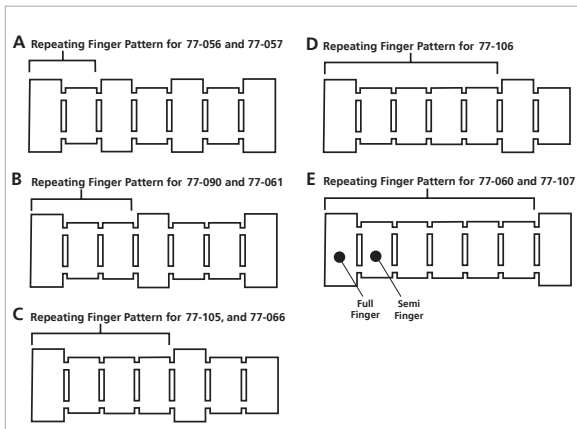 A Repeating Finger Pattern for 77-056 and 77-057
B Repeating Finger Pattern for 77-090 and 77-061
C Repeating Finger Pattern for 77-105, and 77-066
D Repeating Finger Pattern for 77-106
E Repeating Finger Pattern for 77-060 and 77-107
Full
Finger
Semi
Finger